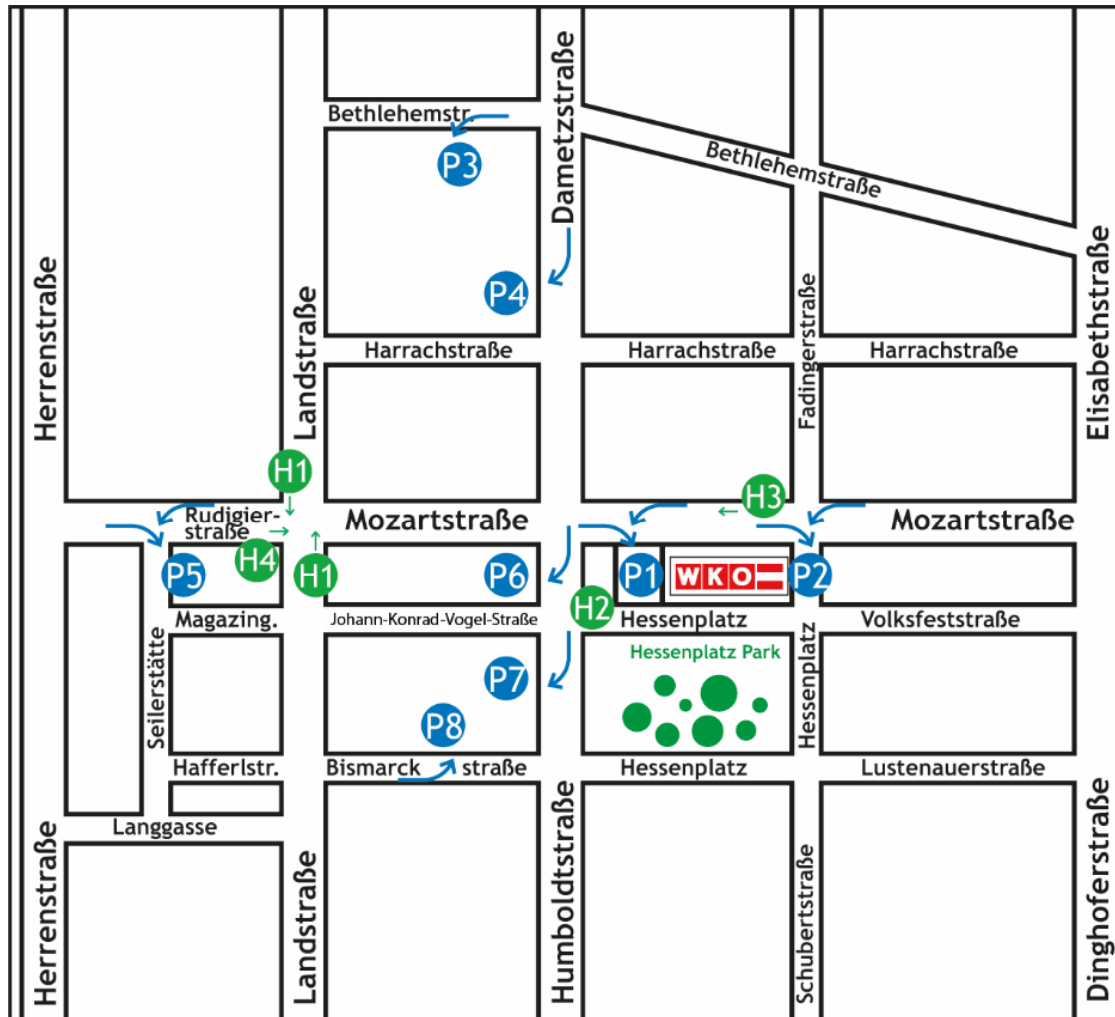 Bethlehemstr.
Dametzstraße
P3
Bethlehemstraße
P4
Herrenstraße
Landstraße
Fadingerstraße
Elisabethstraße
Harrachstraße
Harrachstraße
Harrachstraße
H1
H3
Rudigier-
straße
Mozartstraße
Mozartstraße
H4
P5
H1
P6
H2
P1
WKO
P2
Magazing.
Johann-Konrad-Vogel-Straße
Hessenplatz
Volksfeststraße
Seilerstätte
Hessenplatz Park
Hessenplatz
P7
P8
Hafferlstr.
Bismarck straße
Hessenplatz
Lustenauerstraße
Langgasse
Herrenstraße
Landstraße
Humboldtstraße
Schubertstraße
Dinghoferstraße